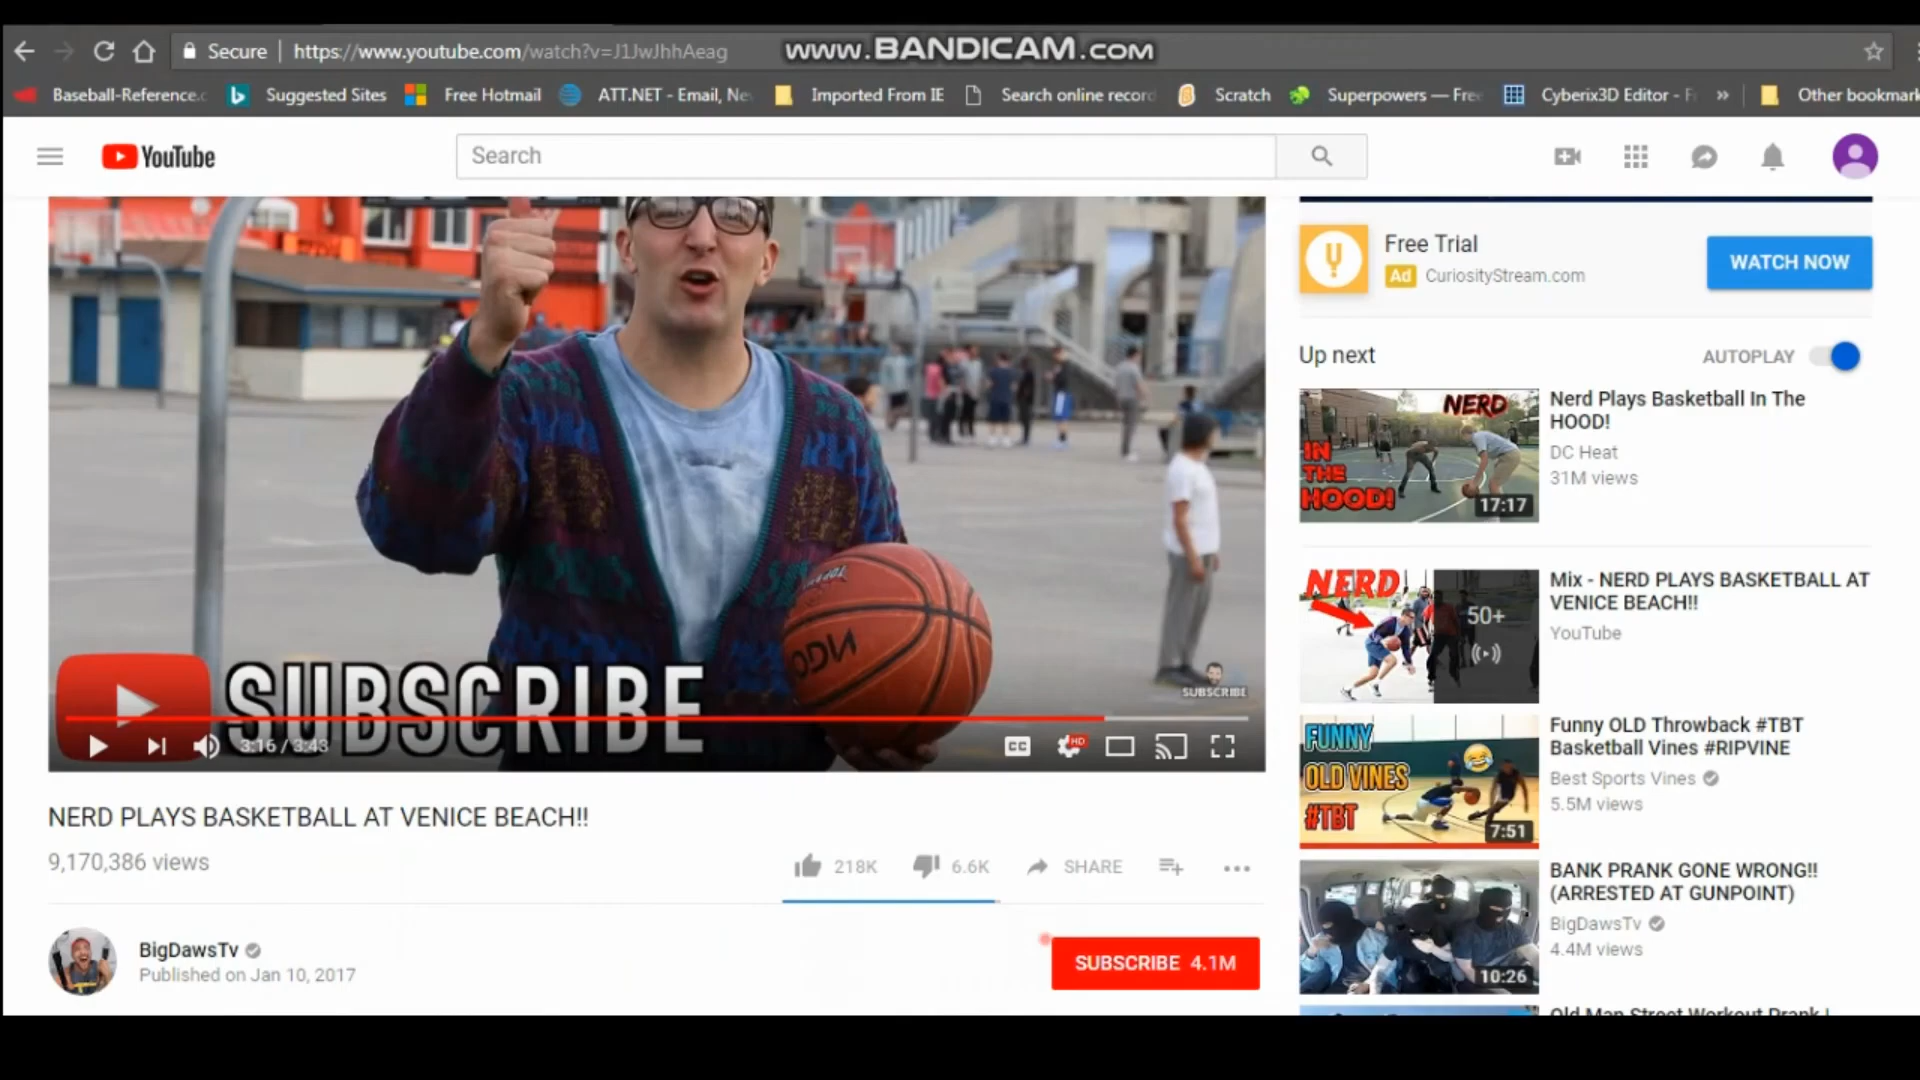 Secure https://www.youtube.com/watch?v=J1JwJhhAeag
www.BANDICAM.com
Baseball-Reference.c Suggested Sites Free Hotmail ATT.NET - Email, Ne Imported From IE Search online record Scratch Superpowers — Fre Cyberix3D Editor - F » Other bookmark
YouTube
Search
Free Trial
Ad CuriosityStream.com
WATCH NOW
SUBSCRIBE
SUBSCRIBE
3:16 / 3:43
CC
HD
NERD PLAYS BASKETBALL AT VENICE BEACH!!
9,170,386 views
218K 6.6K SHARE
BigDawsTv
Published on Jan 10, 2017
SUBSCRIBE 4.1M
Up next
AUTOPLAY
NERD
IN
THE
HOOD!
17:17
Nerd Plays Basketball In The
HOOD!
DC Heat
31M views
NERD
50+
Mix - NERD PLAYS BASKETBALL AT
VENICE BEACH!!
YouTube
FUNNY
OLD VINES
#TBT
7:51
Funny OLD Throwback #TBT
Basketball Vines #RIPVINE
Best Sports Vines
5.5M views
10:26
BANK PRANK GONE WRONG!!
(ARRESTED AT GUNPOINT)
BigDawsTv
4.4M views
Old Man Street Workout Prank |